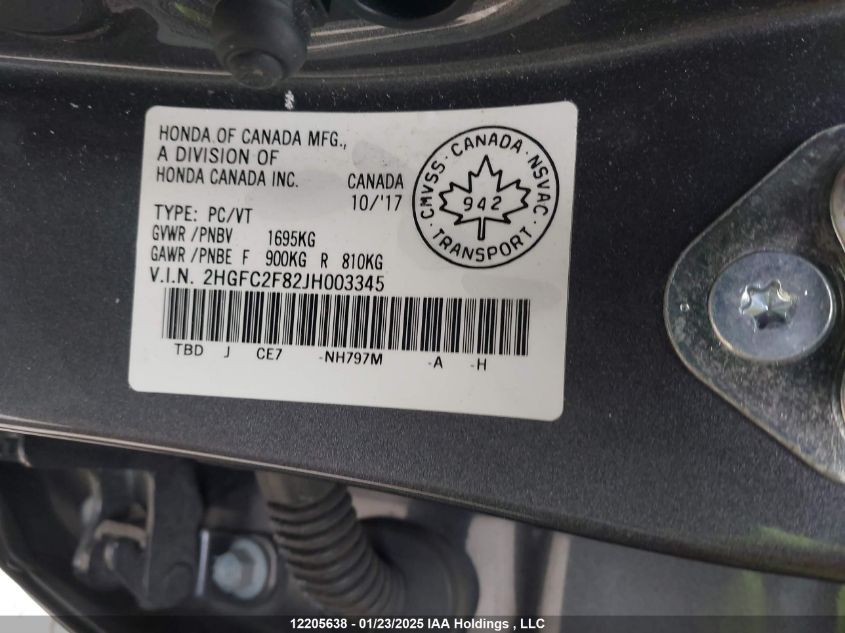 HONDA OF CANADA MFG.,
A DIVISION OF
HONDA CANADA INC. CANADA
10/'17
TYPE: PC/VT
GVWR/PNBV 1695KG
GAWR/PNBE F 900KG R 810KG
V.I.N. 2HGFC2F82JH003345
TBD J CE7 -NH797M -A -H
CMVSS · CANADA · NSVAC · TRANSPORT ·
942
12205638 - 01/23/2025 IAA Holdings , LLC